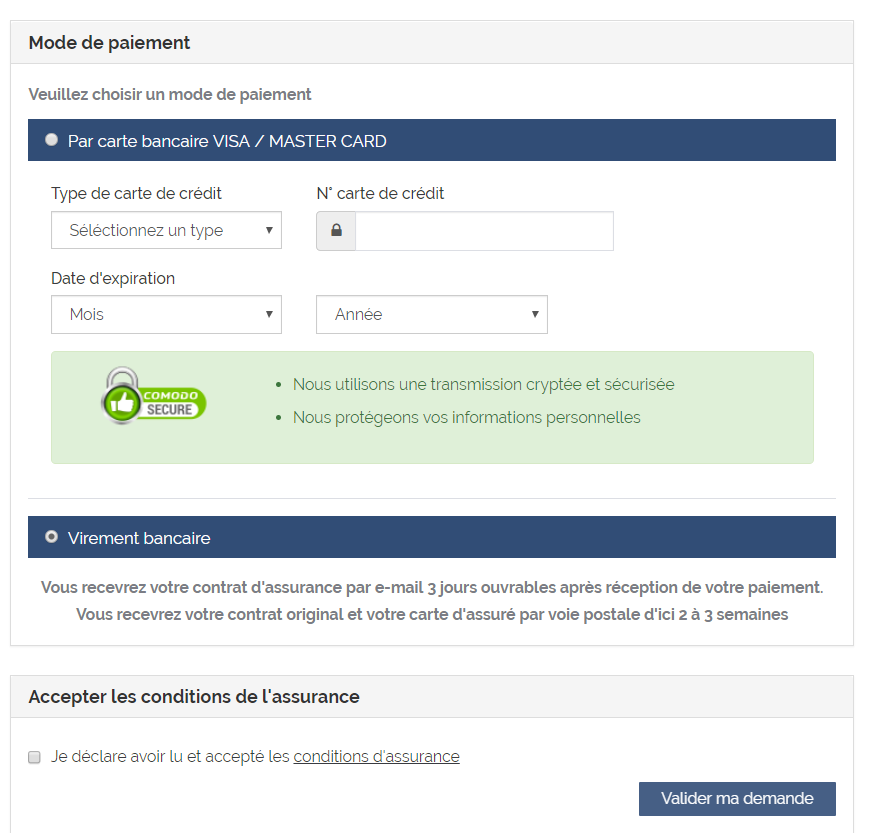 Mode de paiement
Veuillez choisir un mode de paiement
Par carte bancaire VISA / MASTER CARD
Type de carte de crédit
N° carte de crédit
Séléctionnez un type
Date d'expiration
Mois
Année
COMODO
SECURE
Nous utilisons une transmission cryptée et sécurisée
Nous protégeons vos informations personnelles
Virement bancaire
Vous recevrez votre contrat d'assurance par e-mail 3 jours ouvrables après réception de votre paiement.
Vous recevrez votre contrat original et votre carte d'assuré par voie postale d'ici 2 à 3 semaines
Accepter les conditions de l'assurance
Je déclare avoir lu et accepté les conditions d'assurance
Valider ma demande